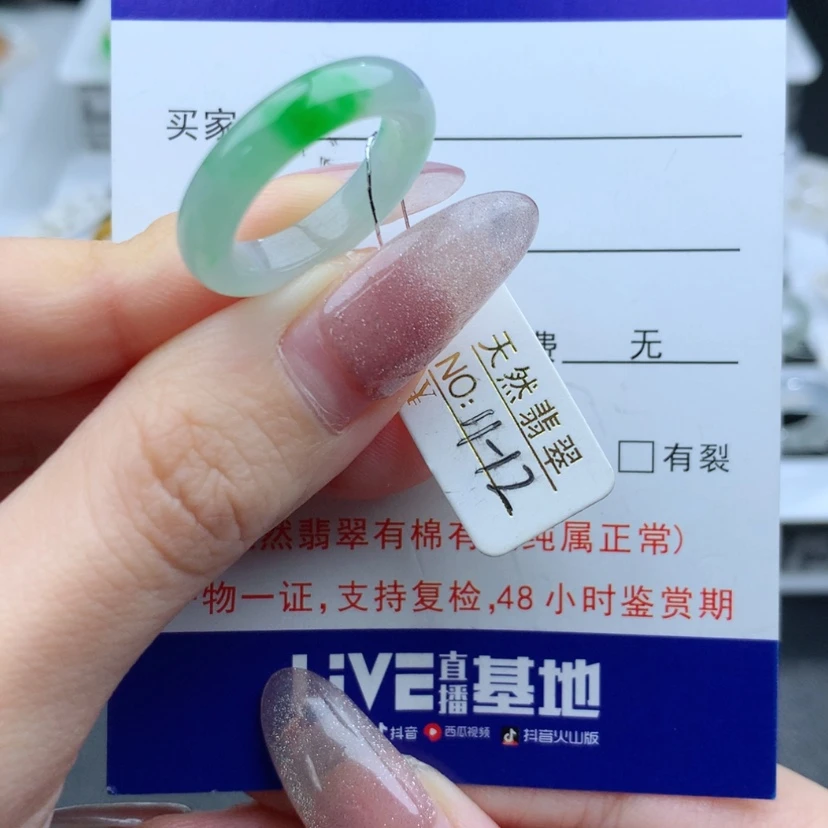 买家
费 无
天然翡翠
NO: 11-12
¥
□有裂
然翡翠有棉有 纯属正常)
物一证,支持复检,48小时鉴赏期
LiVE直播基地
抖音 西瓜视频 抖音火山版